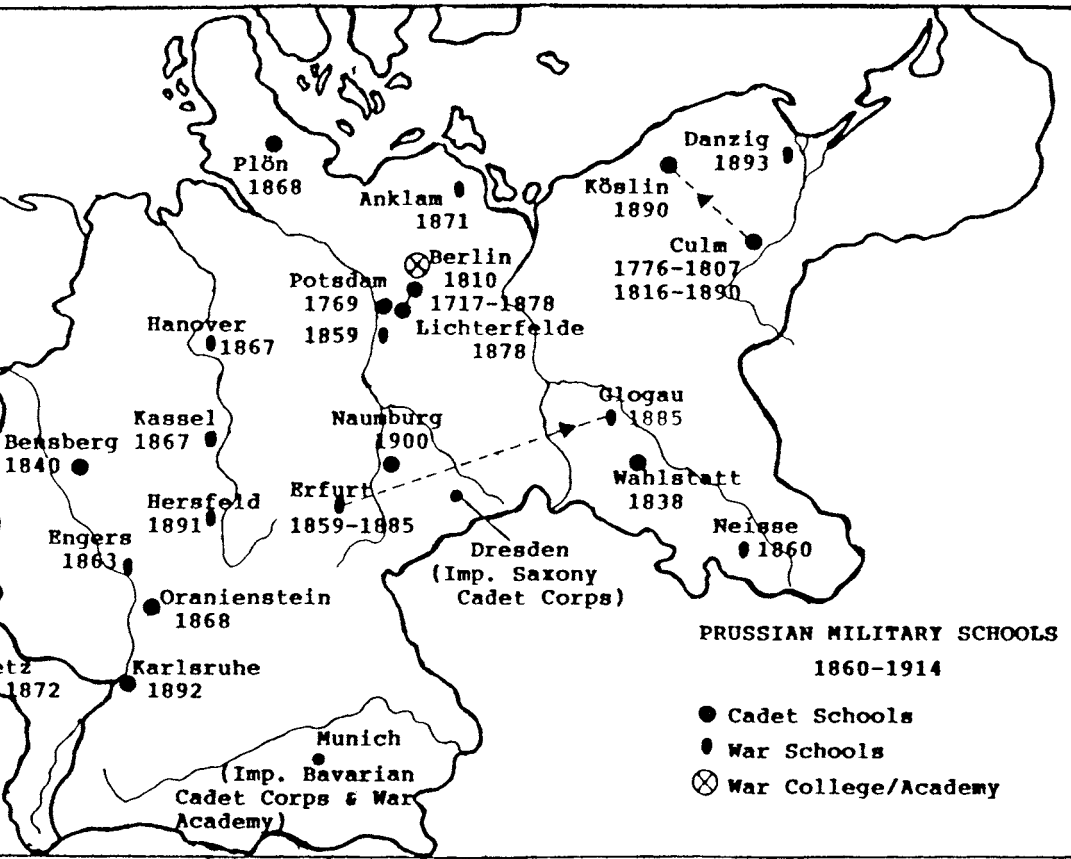 Danzig
1893
Plön
1868
Köslin
1890
Anklam
1871
Culm
1776-1807
1816-1890
Berlin
1810
1717-1878
Potsdam
1769
1859
Lichterfelde
1878
Hanover
1867
Glogau
1885
Kassel
1867
Naumburg
1900
Bensberg
1840
Wahlstatt
1838
Erfurt
1859-1885
Hersfeld
1891
Neisse
1860
Engers
1863
Dresden
(Imp. Saxony
Cadet Corps)
Oranienstein
1868
PRUSSIAN MILITARY SCHOOLS
1860-1914
etz
1872
Karlsruhe
1892
Cadet Schools
War Schools
War College/Academy
Munich
(Imp. Bavarian
Cadet Corps & War
Academy)